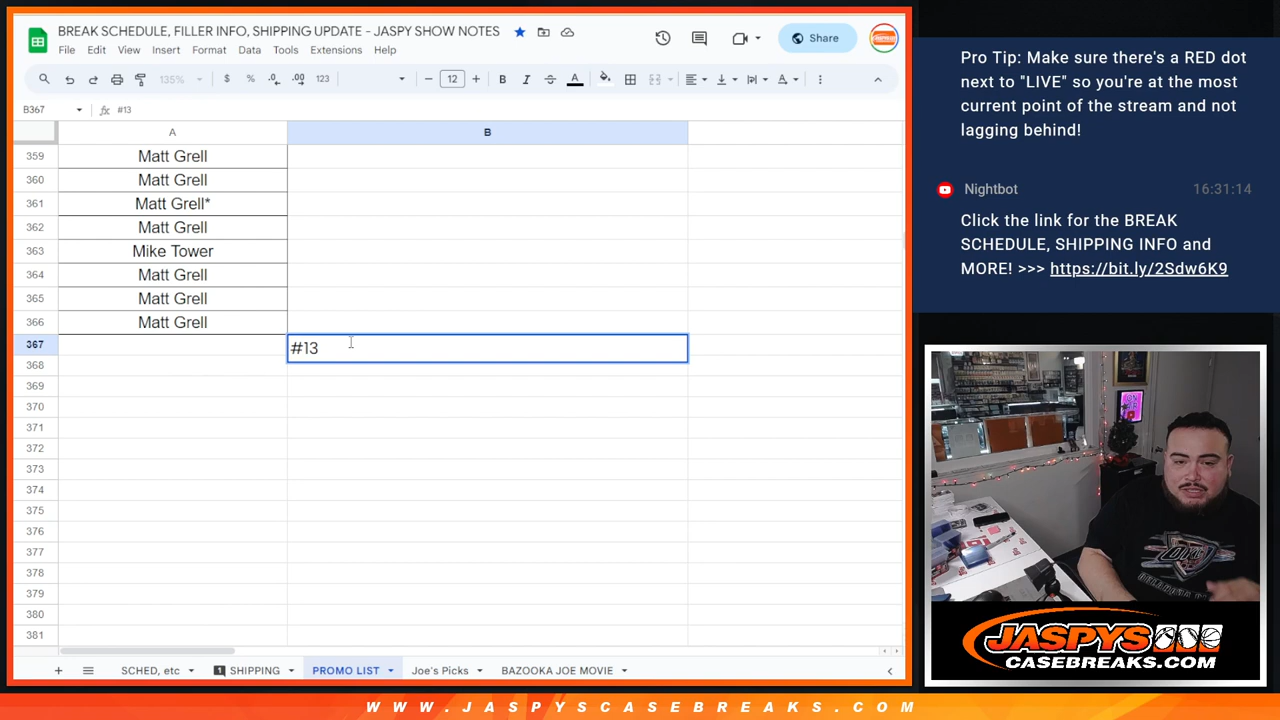 BREAK SCHEDULE, FILLER INFO, SHIPPING UPDATE - JASPY SHOW NOTES
File Edit View Insert Format Data Tools Extensions Help
Share
135% $ % .0 .00 123 12 B I A
B367 fx #13
A B
359 Matt Grell
360 Matt Grell
361 Matt Grell*
362 Matt Grell
363 Mike Tower
364 Matt Grell
365 Matt Grell
366 Matt Grell
367 #13
368
369
370
371
372
373
374
375
376
377
378
379
380
381
SCHED, etc 1 SHIPPING PROMO LIST Joe's Picks BAZOOKA JOE MOVIE
Pro Tip: Make sure there's a RED dot
next to "LIVE" so you're at the most
current point of the stream and not
lagging behind!
Nightbot 16:31:14
Click the link for the BREAK
SCHEDULE, SHIPPING INFO and
MORE! >>> https://bit.ly/2Sdw6K9
JASPYS
CASEBREAKS.COM
WWW.JASPYSCASEBREAKS.COM